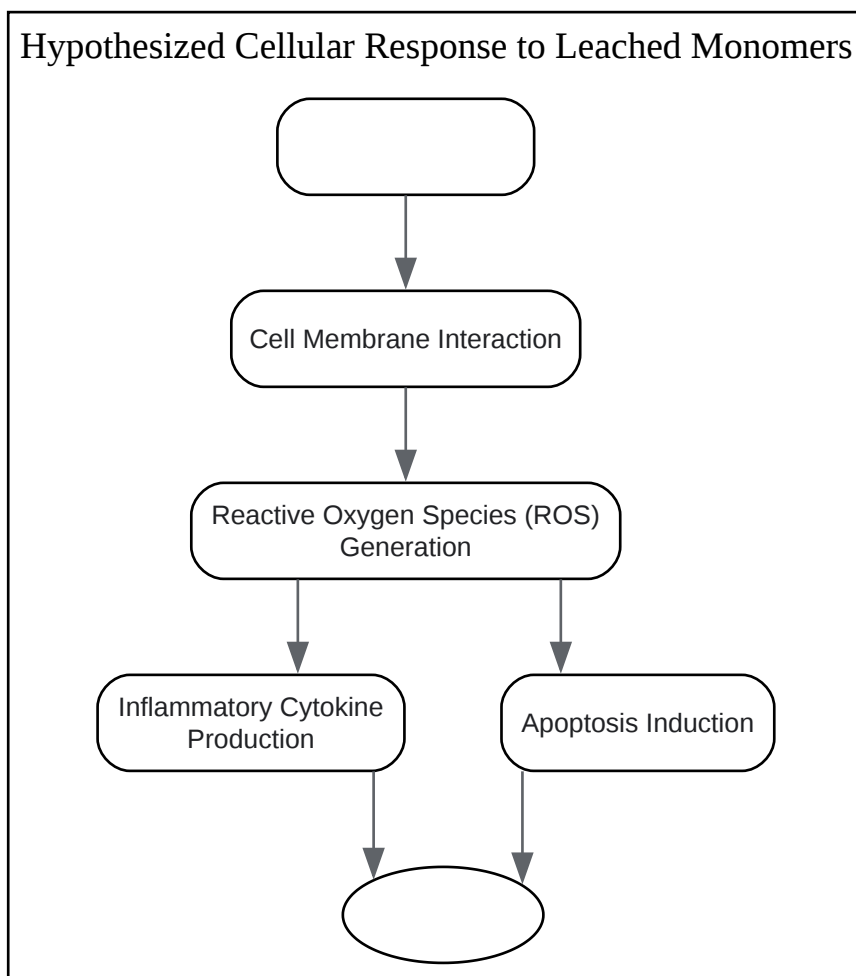 Hypothesized Cellular Response to Leached Monomers
Cell Membrane Interaction
Reactive Oxygen Species (ROS)
Generation
Inflammatory Cytokine
Production
Apoptosis Induction